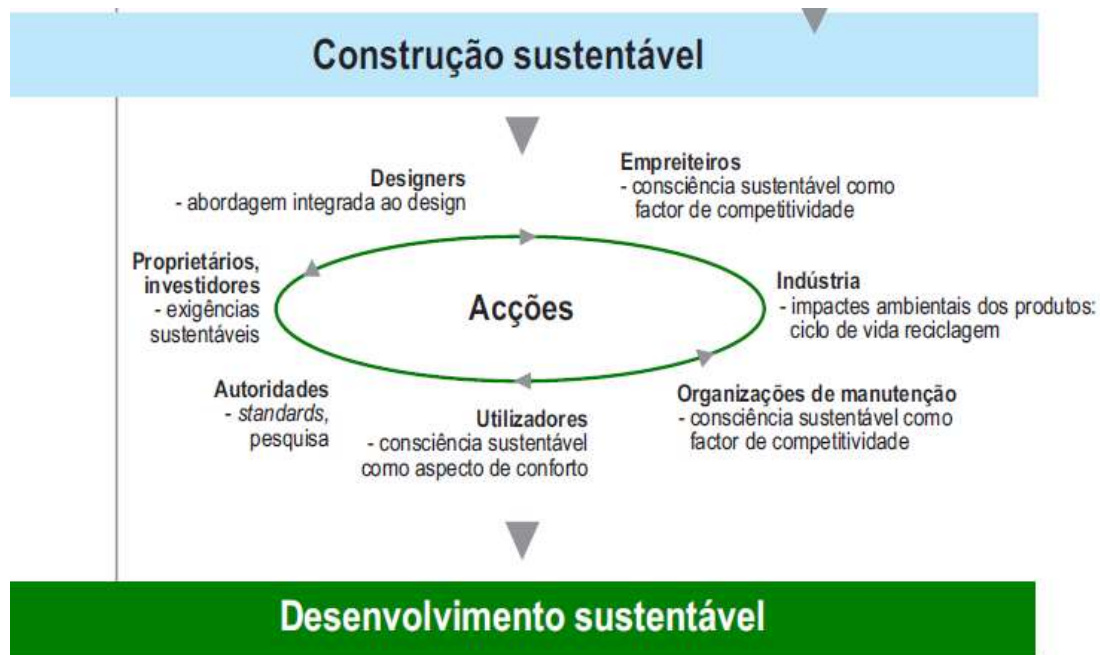 Construção sustentável
Designers
- abordagem integrada ao design
Empreiteiros
- consciência sustentável como
factor de competitividade
Proprietários,
investidores
- exigências
sustentáveis
Acções
Indústria
- impactes ambientais dos produtos:
ciclo de vida reciclagem
Autoridades
- standards,
pesquisa
Utilizadores
- consciência sustentável
como aspecto de conforto
Organizações de manutenção
- consciência sustentável como
factor de competitividade
Desenvolvimento sustentável